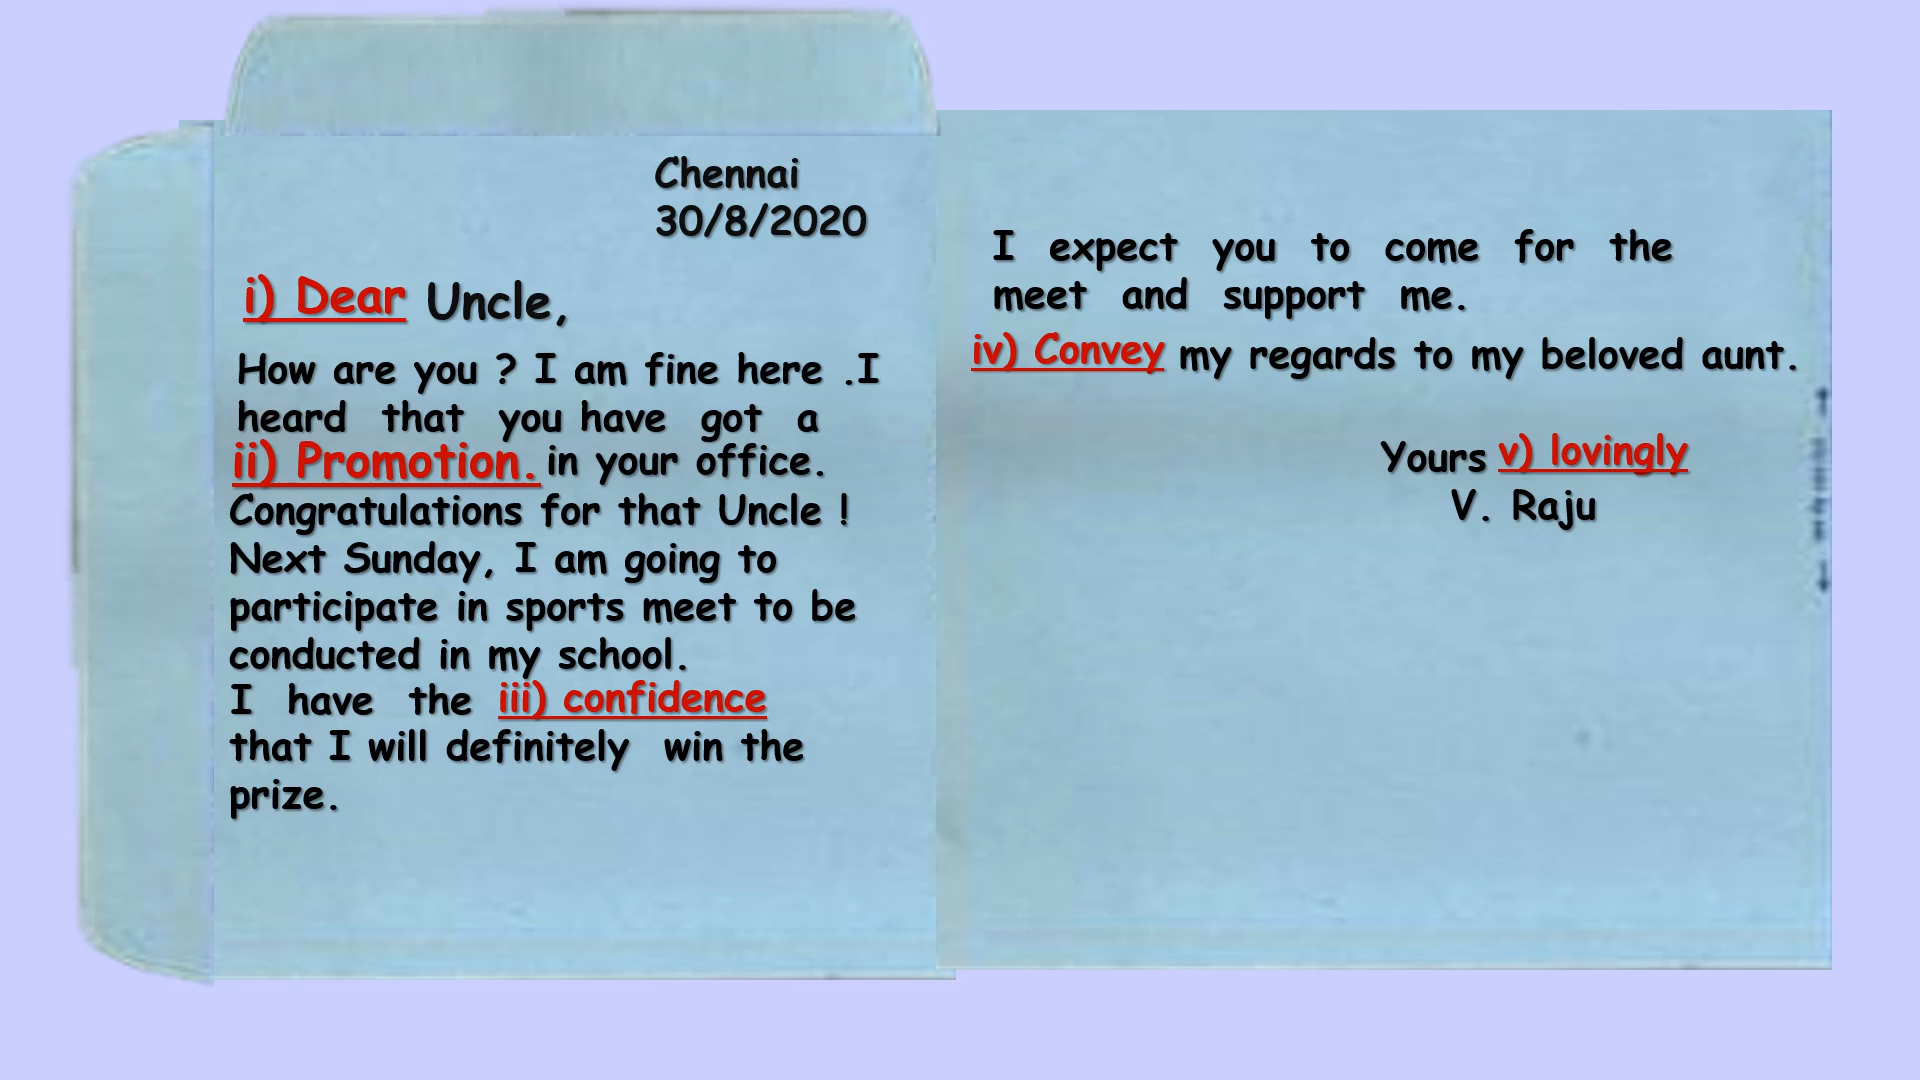 Chennai
30/8/2020
i) Dear Uncle,
How are you ? I am fine here .I
heard that you have got a
ii) Promotion. in your office.
Congratulations for that Uncle !
Next Sunday, I am going to
participate in sports meet to be
conducted in my school.
I have the iii) confidence
that I will definitely win the
prize.
I expect you to come for the
meet and support me.
iv) Convey my regards to my beloved aunt.
Yours v) lovingly
V. Raju